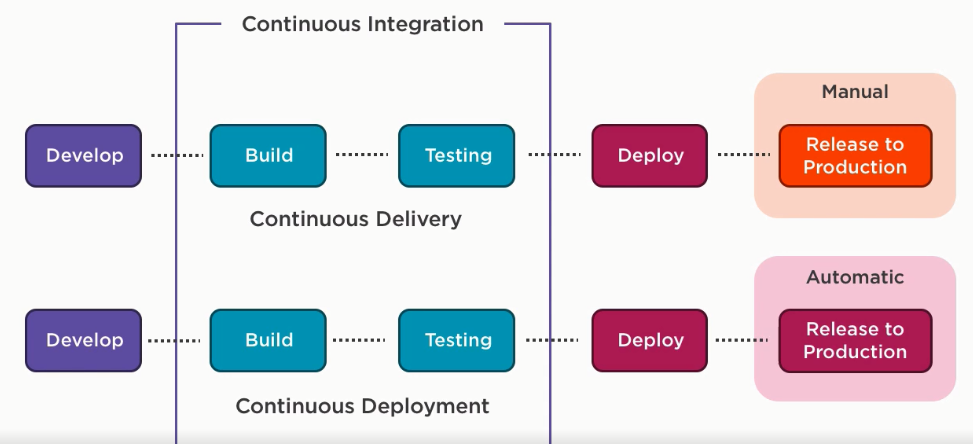 Continuous Integration
Manual
Develop
Build
Testing
Deploy
Release to
Production
Continuous Delivery
Automatic
Develop
Build
Testing
Deploy
Release to
Production
Continuous Deployment